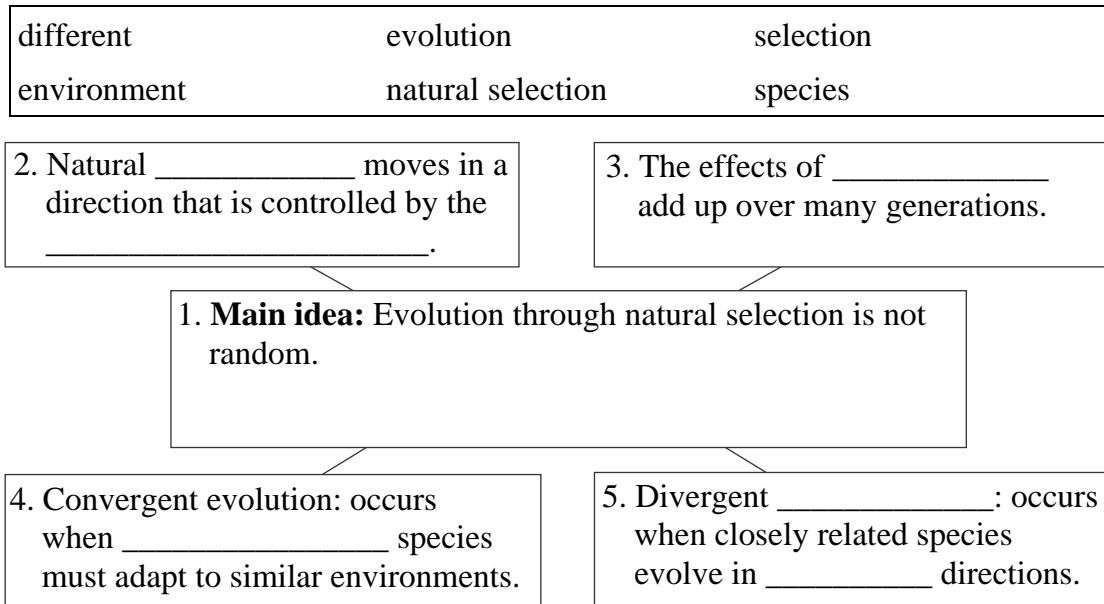 different evolution selection
environment natural selection species
2. Natural ____________ moves in a
direction that is controlled by the
_______________________.
3. The effects of _____________
add up over many generations.
1. Main idea: Evolution through natural selection is not
random.
4. Convergent evolution: occurs
when ________________ species
must adapt to similar environments.
5. Divergent _____________: occurs
when closely related species
evolve in __________ directions.